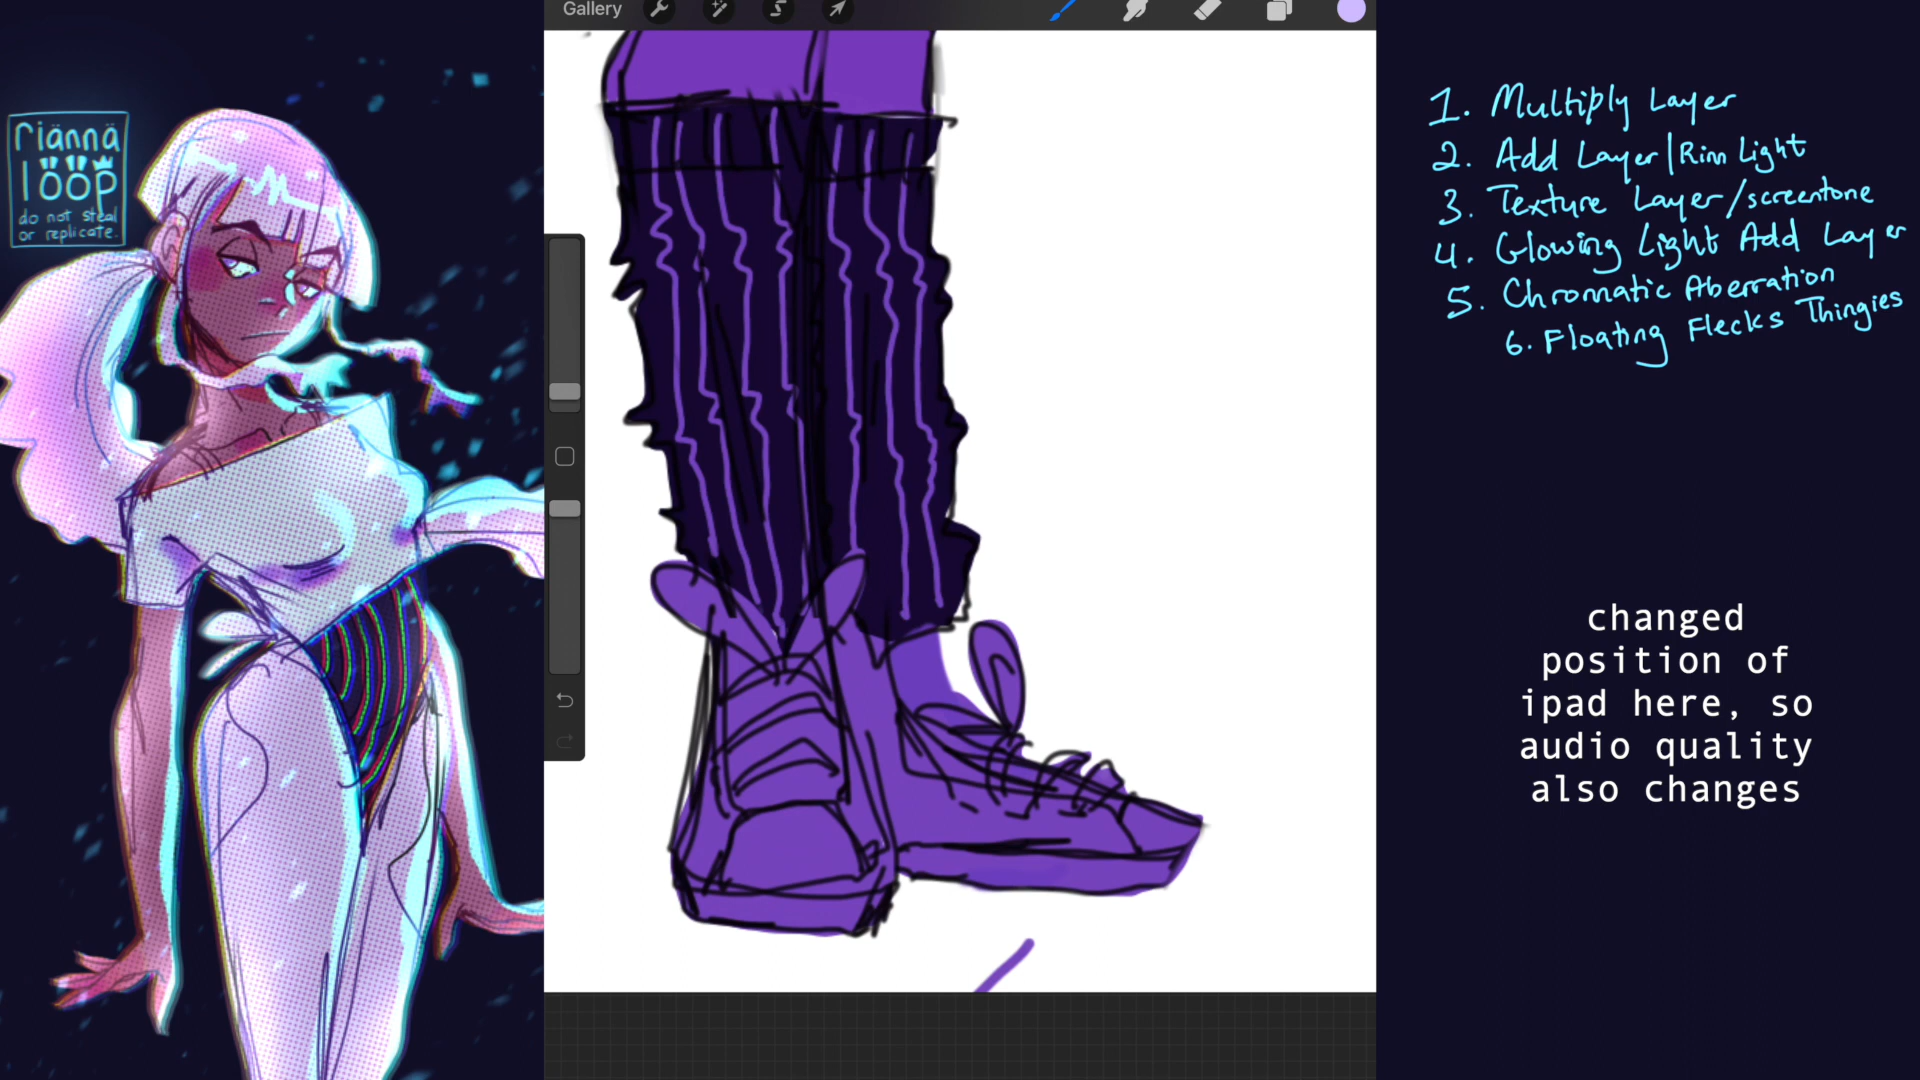 Gallery
riännä
lööp
do not steal
or replicate.
1. Multiply Layer
2. Add Layer/Rim Light
3. Texture Layer/screentone
4. Glowing Light Add Layer
5. Chromatic Aberration
6. Floating Flecks Thingies
changed
position of
ipad here, so
audio quality
also changes